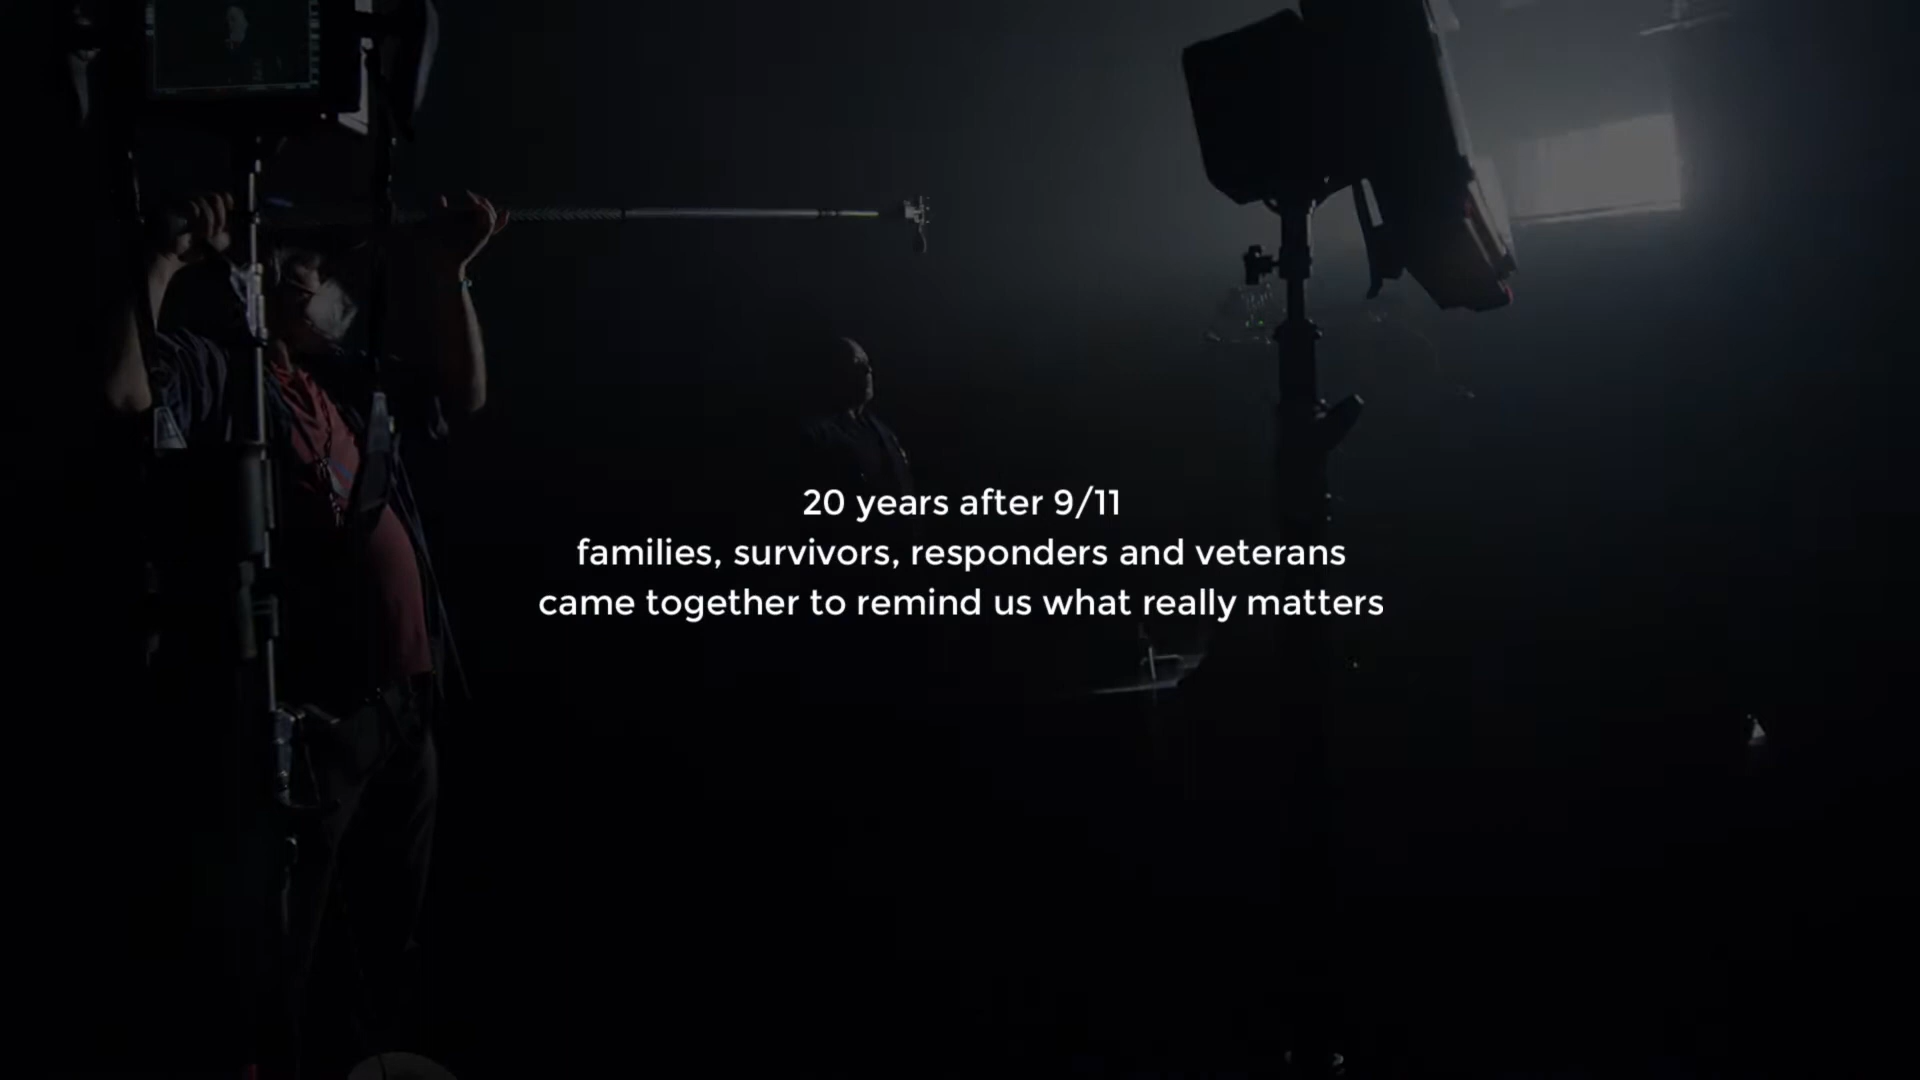 20 years after 9/11
families, survivors, responders and veterans
came together to remind us what really matters